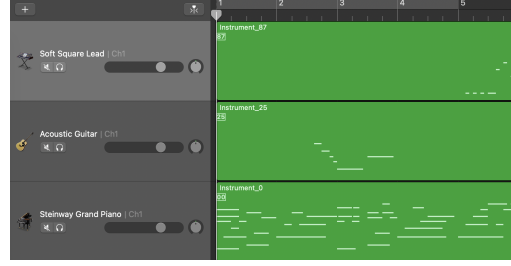 1 2 3 4 5
Soft Square Lead | Ch1
Instrument_87
87
Acoustic Guitar | Ch1
Instrument_25
25
Steinway Grand Piano | Ch1
Instrument_0
00